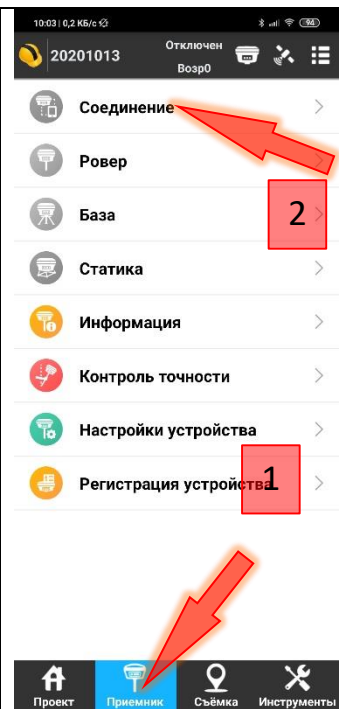 10:03 | 0,2 КБ/с 94
20201013 Отключен
Возр0
Соединение
Ровер
База
2
Статика
Информация
Контроль точности
Настройки устройства
1
Регистрация устройства
Проект Приемник Съёмка Инструменты